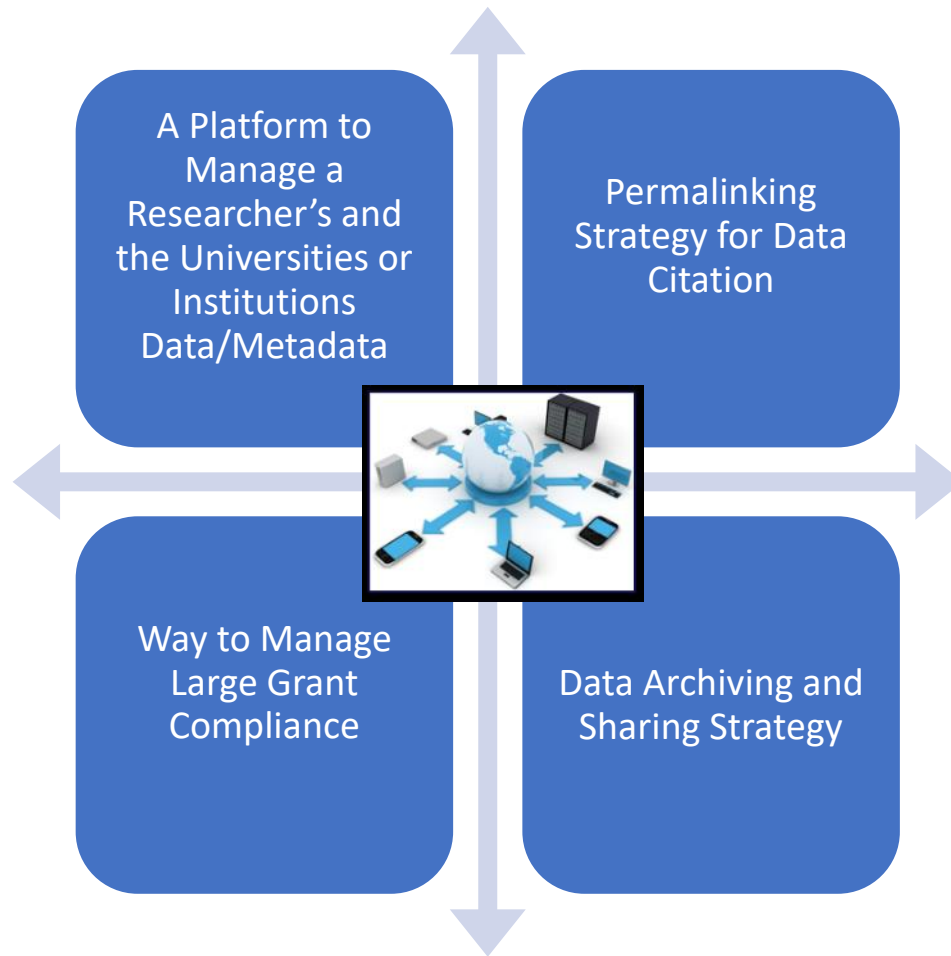 A Platform to
Manage a
Researcher’s and
the Universities or
Institutions
Data/Metadata
Permalinking
Strategy for Data
Citation
Way to Manage
Large Grant
Compliance
Data Archiving and
Sharing Strategy